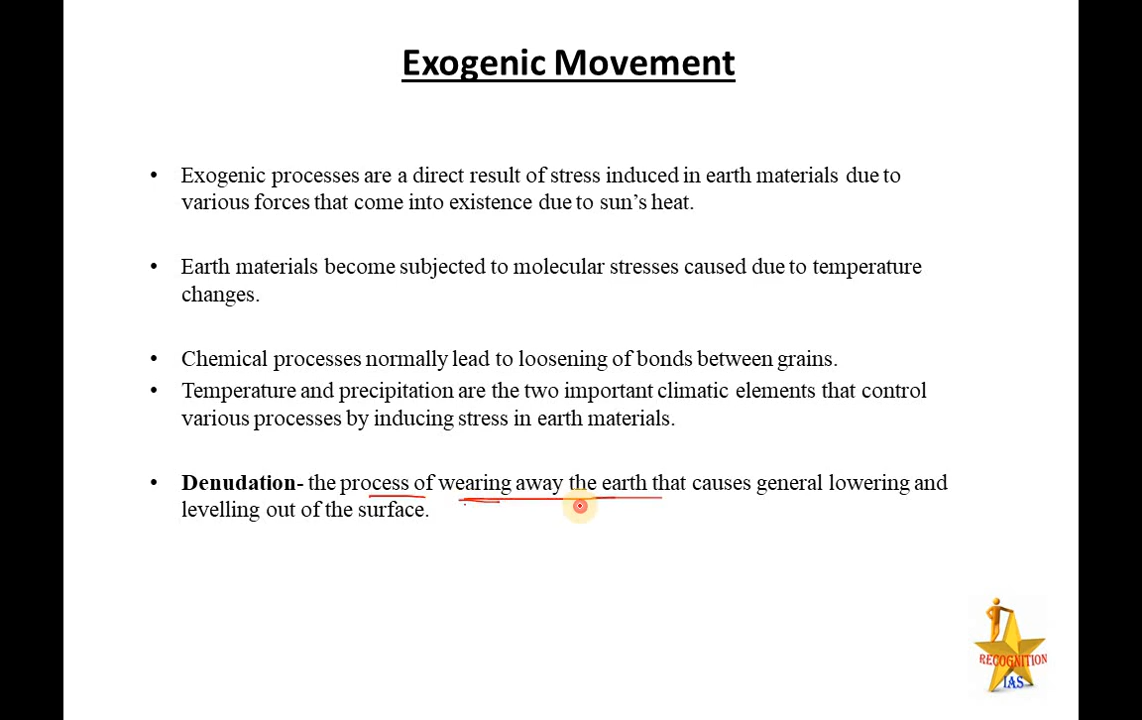 Exogenic Movement
• Exogenic processes are a direct result of stress induced in earth materials due to
various forces that come into existence due to sun’s heat.
• Earth materials become subjected to molecular stresses caused due to temperature
changes.
• Chemical processes normally lead to loosening of bonds between grains.
• Temperature and precipitation are the two important climatic elements that control
various processes by inducing stress in earth materials.
• Denudation- the process of wearing away the earth that causes general lowering and
levelling out of the surface.
RECOGNITION
IAS